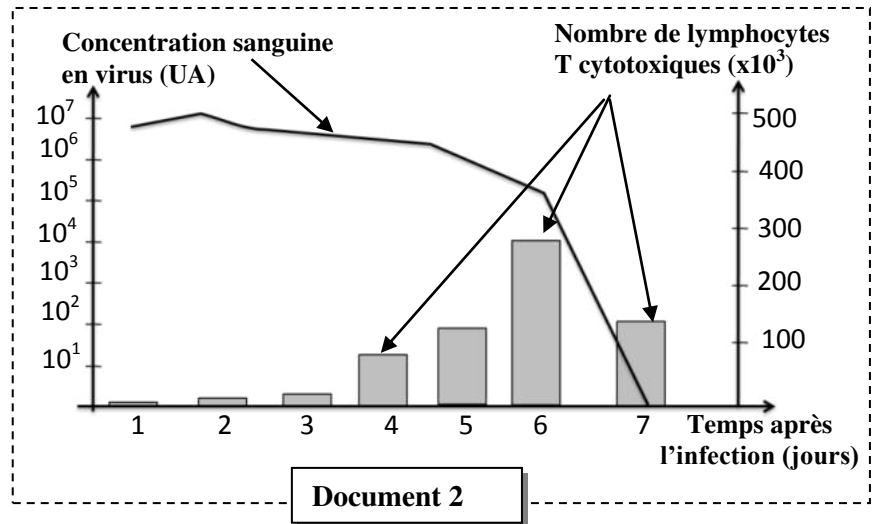 Concentration sanguine
en virus (UA)
Nombre de lymphocytes
T cytotoxiques (x10³)
10⁷
10⁶
10⁵
10⁴
10³
10²
10¹
500
400
300
200
100
1 2 3 4 5 6 7
Temps après
l'infection (jours)
Document 2